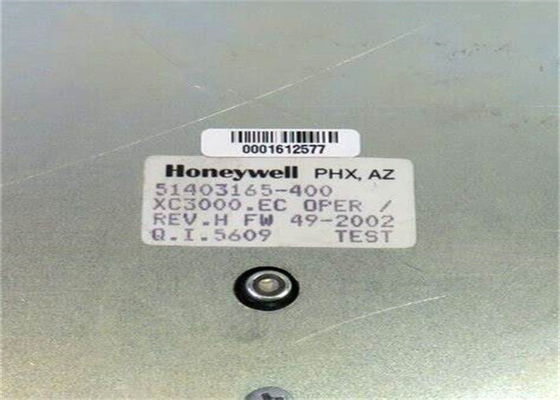 0001612577
Honeywell PHX, AZ
51403165-400
XC3000.EC OPER /
REV.H FW 49-2002
Q.I.5609 TEST